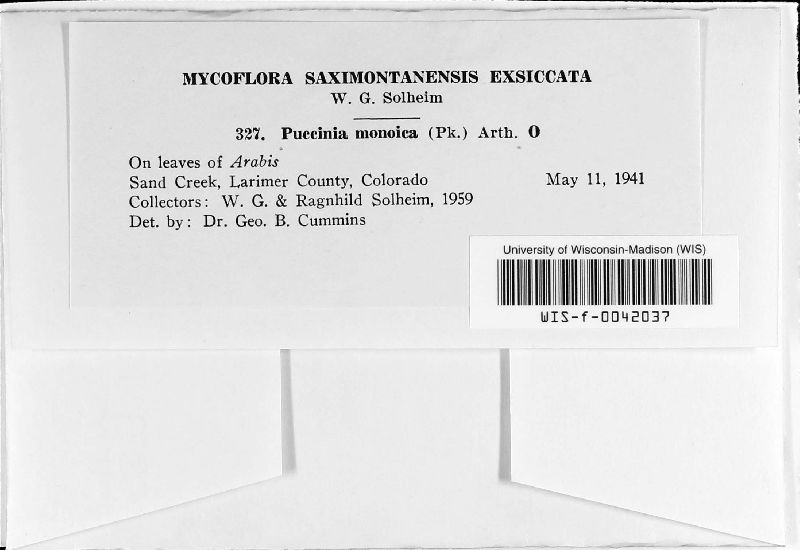 MYCOFLORA SAXIMONTANENSIS EXSICCATA
W. G. Solheim
327. Puccinia monoica (Pk.) Arth. O
On leaves of Arabis
Sand Creek, Larimer County, Colorado May 11, 1941
Collectors: W. G. & Ragnhild Solheim, 1959
Det. by: Dr. Geo. B. Cummins
University of Wisconsin-Madison (WIS)
WIS-f-0042037